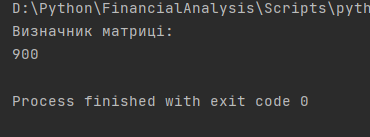 D:\Python\FinancialAnalysis\Scripts\pyth
Визначник матриці:
900
Process finished with exit code 0